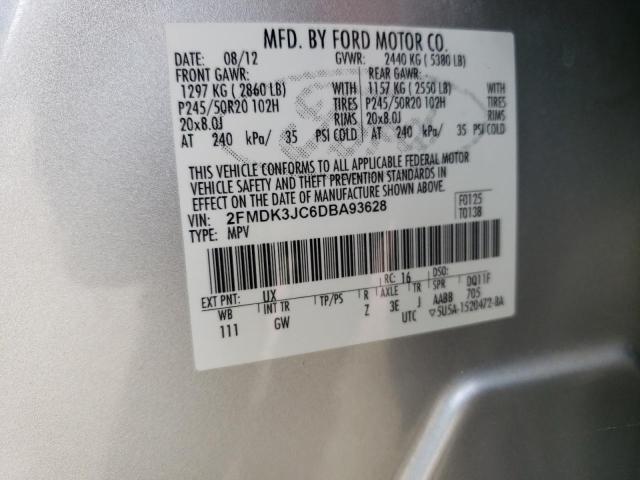 MFD. BY FORD MOTOR CO.
DATE: 08/12 GVWR: 2440 KG ( 5380 LB)
FRONT GAWR: REAR GAWR:
1297 KG ( 2860 LB) WITH 1157 KG ( 2550 LB) WITH
P245/50R20 102H TIRES P245/50R20 102H TIRES
20x8.0J RIMS 20x8.0J RIMS
AT 240 kPa/ 35 PSI COLD AT 240 kPa/ 35 PSI COLD
THIS VEHICLE CONFORMS TO ALL APPLICABLE FEDERAL MOTOR
VEHICLE SAFETY AND THEFT PREVENTION STANDARDS IN
EFFECT ON THE DATE OF MANUFACTURE SHOWN ABOVE.
VIN: 2FMDK3JC6DBA93628 F0125
TYPE: MPV T0138
EXT PNT: UX RC: 16 DSO:
WB INT TR TP/PS R AXLE TR SPR DQ11F
111 GW Z 3E J AABB 705
UTC ▽5U5A-1520472-BA